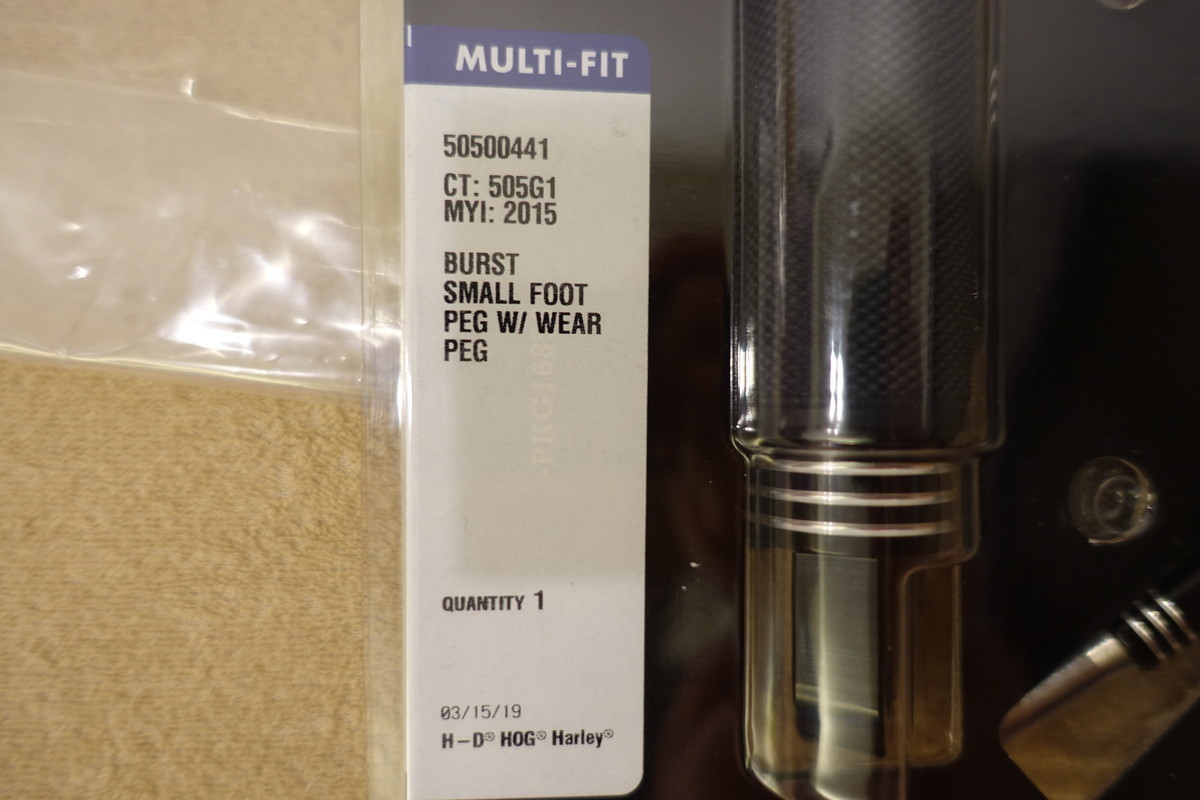 MULTI-FIT
50500441
CT: 505G1
MYI: 2015
BURST
SMALL FOOT
PEG W/ WEAR
PEG
QUANTITY 1
03/15/19
H–D® HOG® Harley®